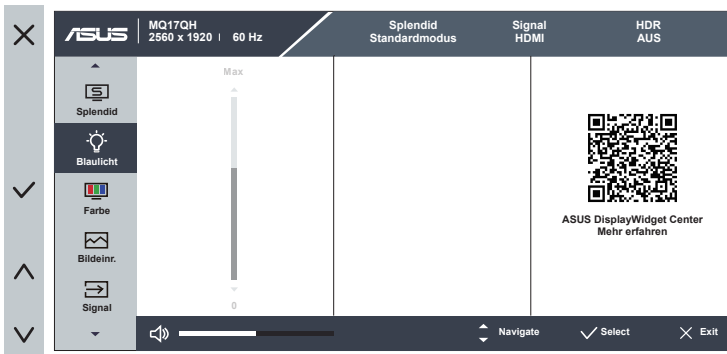 ASUS
MQ17QH
2560 x 1920 60 Hz
Splendid
Standardmodus
Signal
HDMI
HDR
AUS
S
Splendid
Blaulicht
Farbe
Bildeinr.
Signal
Max
0
ASUS DisplayWidget Center
Mehr erfahren
Navigate
Select
Exit